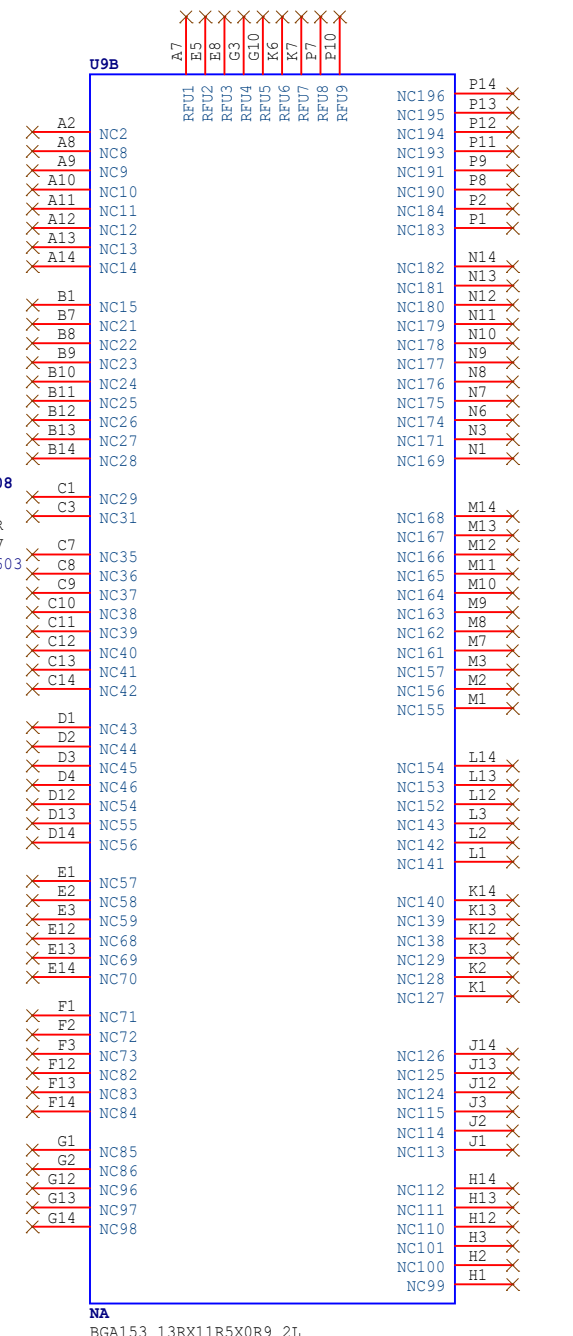 A7 E5 E8 G3 G10 K6 K7 P7 P10
U9B
RFU1 RFU2 RFU3 RFU4 RFU5 RFU6 RFU7 RFU8 RFU9
NC196 P14
NC195 P13
A2 NC2 NC194 P12
A8 NC8 NC193 P11
A9 NC9 NC191 P9
A10 NC10 NC190 P8
A11 NC11 NC184 P2
A12 NC12 NC183 P1
A13 NC13
A14 NC14 NC182 N14
NC181 N13
B1 NC15 NC180 N12
B7 NC21 NC179 N11
B8 NC22 NC178 N10
B9 NC23 NC177 N9
B10 NC24 NC176 N8
B11 NC25 NC175 N7
B12 NC26 NC174 N6
B13 NC27 NC171 N3
B14 NC28 NC169 N1
08
C1 NC29
C3 NC31 NC168 M14
R NC167 M13
7 C7 NC35 NC166 M12
503 C8 NC36 NC165 M11
C9 NC37 NC164 M10
C10 NC38 NC163 M9
C11 NC39 NC162 M8
C12 NC40 NC161 M7
C13 NC41 NC157 M3
C14 NC42 NC156 M2
NC155 M1
D1 NC43
D2 NC44
D3 NC45 NC154 L14
D4 NC46 NC153 L13
D12 NC54 NC152 L12
D13 NC55 NC143 L3
D14 NC56 NC142 L2
NC141 L1
E1 NC57
E2 NC58 NC140 K14
E3 NC59 NC139 K13
E12 NC68 NC138 K12
E13 NC69 NC129 K3
E14 NC70 NC128 K2
NC127 K1
F1 NC71
F2 NC72
F3 NC73 NC126 J14
F12 NC82 NC125 J13
F13 NC83 NC124 J12
F14 NC84 NC115 J3
NC114 J2
G1 NC85 NC113 J1
G2 NC86
G12 NC96 NC112 H14
G13 NC97 NC111 H13
G14 NC98 NC110 H12
NC101 H3
NC100 H2
NC99 H1
NA
BGA153_13RX11R5X0R9_2L